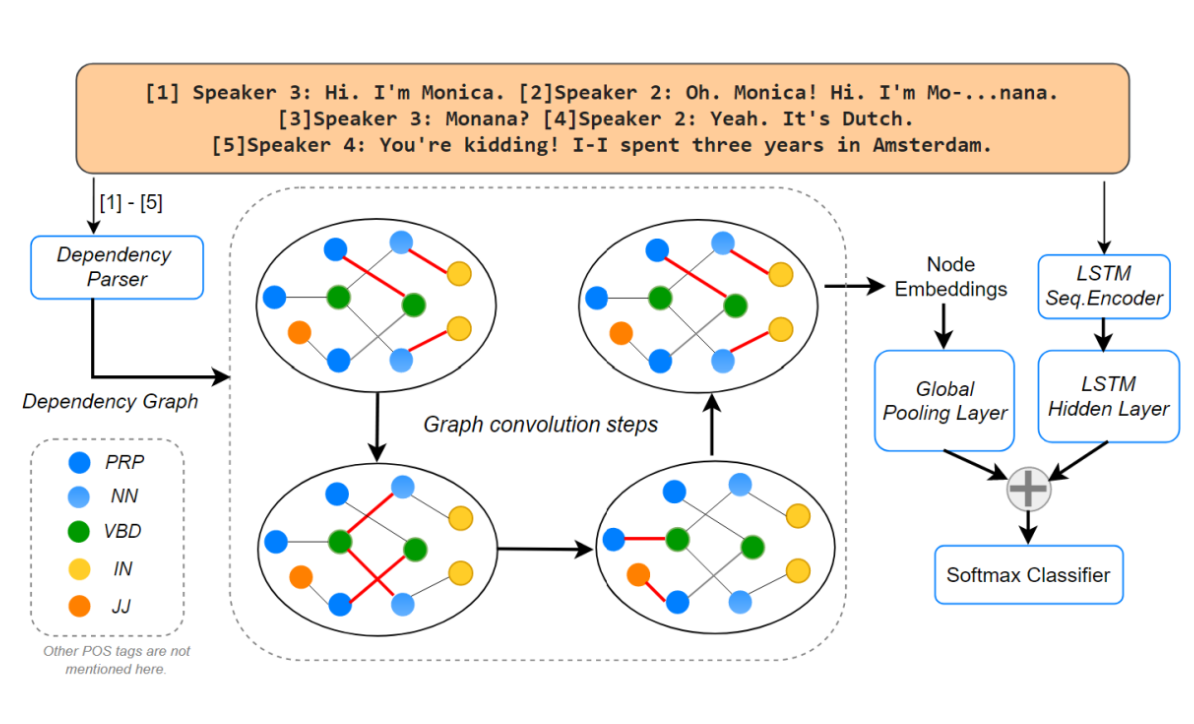 [1] Speaker 3: Hi. I'm Monica. [2]Speaker 2: Oh. Monica! Hi. I'm Mo-...nana.
[3]Speaker 3: Monana? [4]Speaker 2: Yeah. It's Dutch.
[5]Speaker 4: You're kidding! I-I spent three years in Amsterdam.
[1] - [5]
Dependency
Parser
Dependency Graph
PRP
NN
VBD
IN
JJ
Other POS tags are not
mentioned here.
Graph convolution steps
Node
Embeddings
Global
Pooling Layer
LSTM
Seq.Encoder
LSTM
Hidden Layer
Softmax Classifier